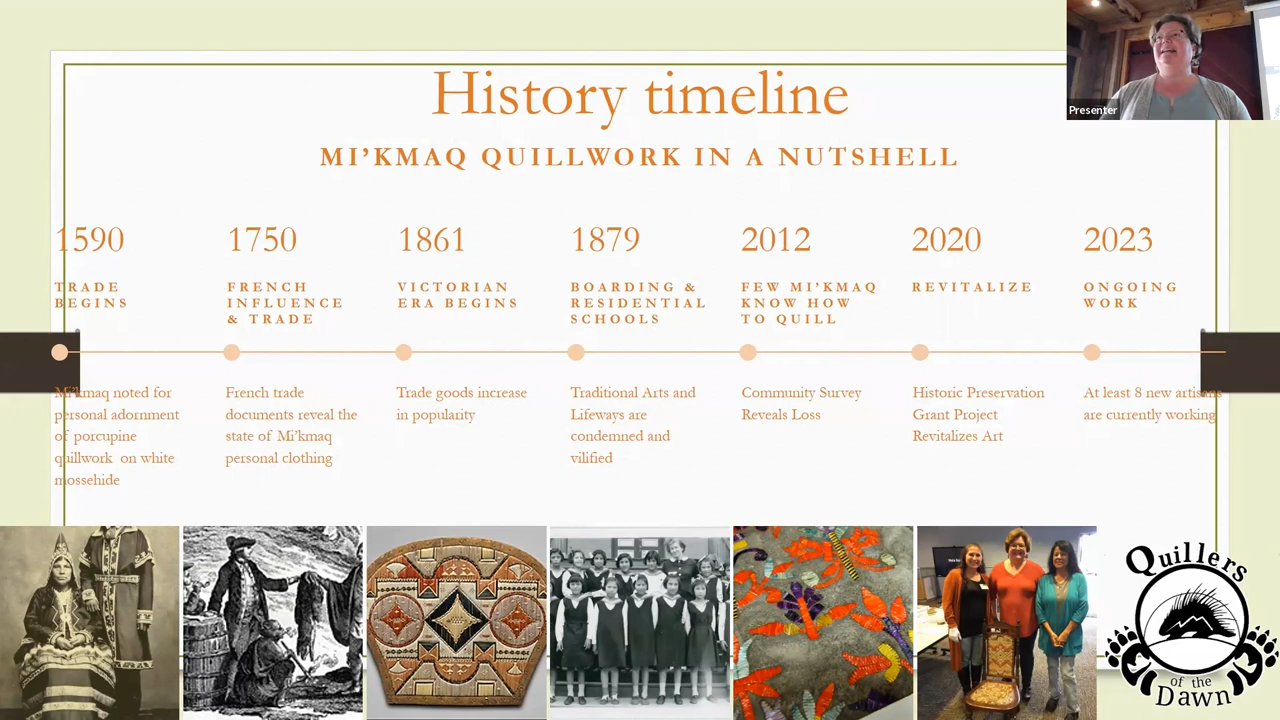 History timeline
MI’KMAQ QUILLWORK IN A NUTSHELL
Presenter
1590
TRADE
BEGINS
Mi’kmaq noted for
personal adornment
of porcupine
quillwork on white
mossehide
1750
FRENCH
INFLUENCE
& TRADE
French trade
documents reveal the
state of Mi’kmaq
personal clothing
1861
VICTORIAN
ERA BEGINS
Trade goods increase
in popularity
1879
BOARDING &
RESIDENTIAL
SCHOOLS
Traditional Arts and
Lifeways are
condemned and
vilified
2012
FEW MI’KMAQ
KNOW HOW
TO QUILL
Community Survey
Reveals Loss
2020
REVITALIZE
Historic Preservation
Grant Project
Revitalizes Art
2023
ONGOING
WORK
At least 8 new artisans
are currently working
Quillers
of the
Dawn